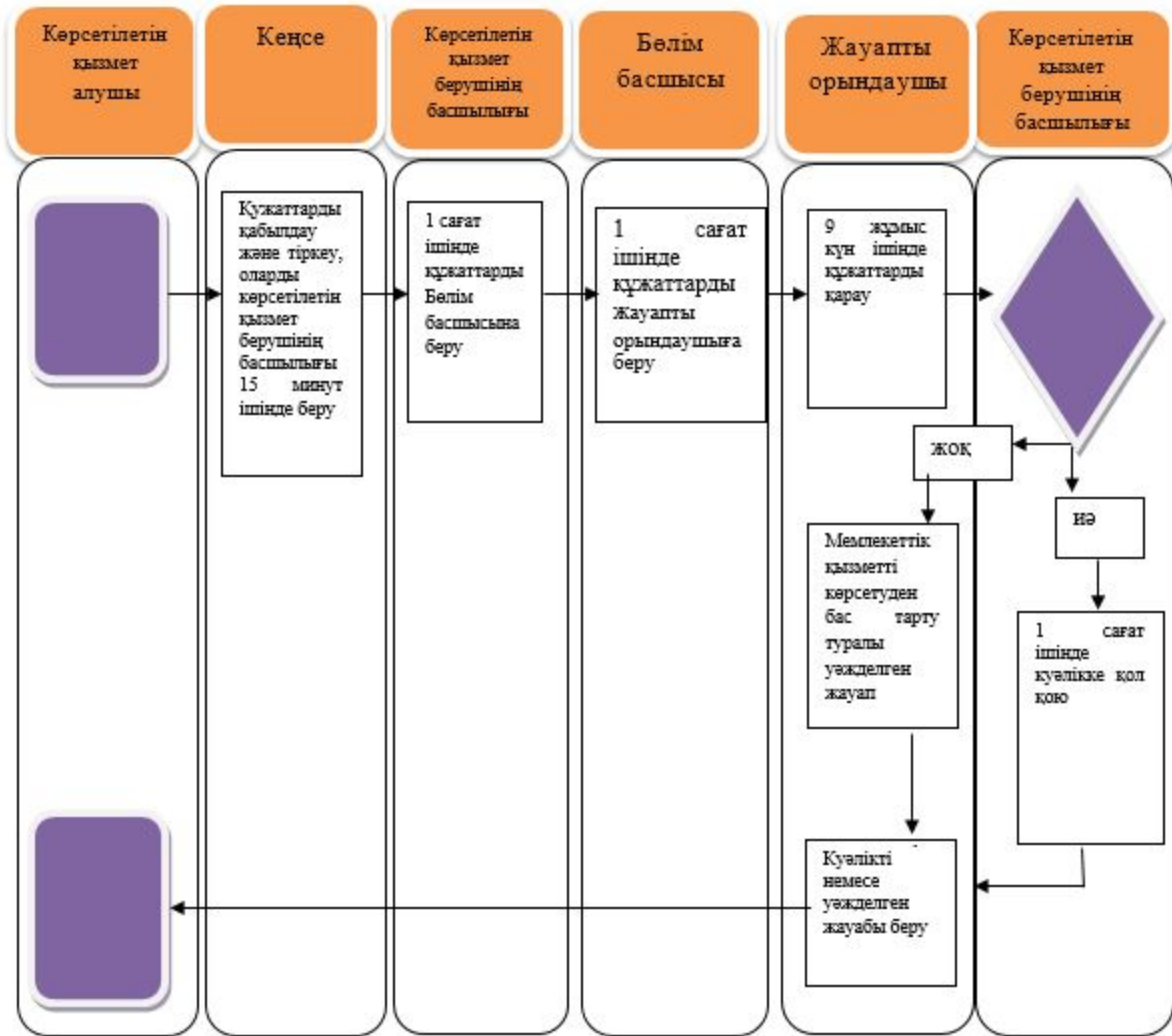 Көрсетілетін
қызмет
алушы
Кеңсе
Көрсетілетін
қызмет
берушінің
басшылығы
Бөлім
басшысы
Жауапты
орындаушы
Көрсетілетін
қызмет
берушінің
басшылығы
Құжаттарды
қабылдау
және тіркеу,
оларды
көрсетілетін
қызмет
берушінің
басшылығы
15 минут
ішінде беру
1 сағат
ішінде
құжаттарды
Бөлім
басшысына
беру
1 сағат
ішінде
құжаттарды
жауапты
орындаушыға
беру
9 жұмыс
күн ішінде
құжаттарды
қарау
жоқ
иә
Мемлекеттік
қызметті
көрсетуден
бас тарту
туралы
уәжделген
жауап
1 сағат
ішінде
куәлікке қол
қою
Куәлікті
немесе
уәжделген
жауабы беру